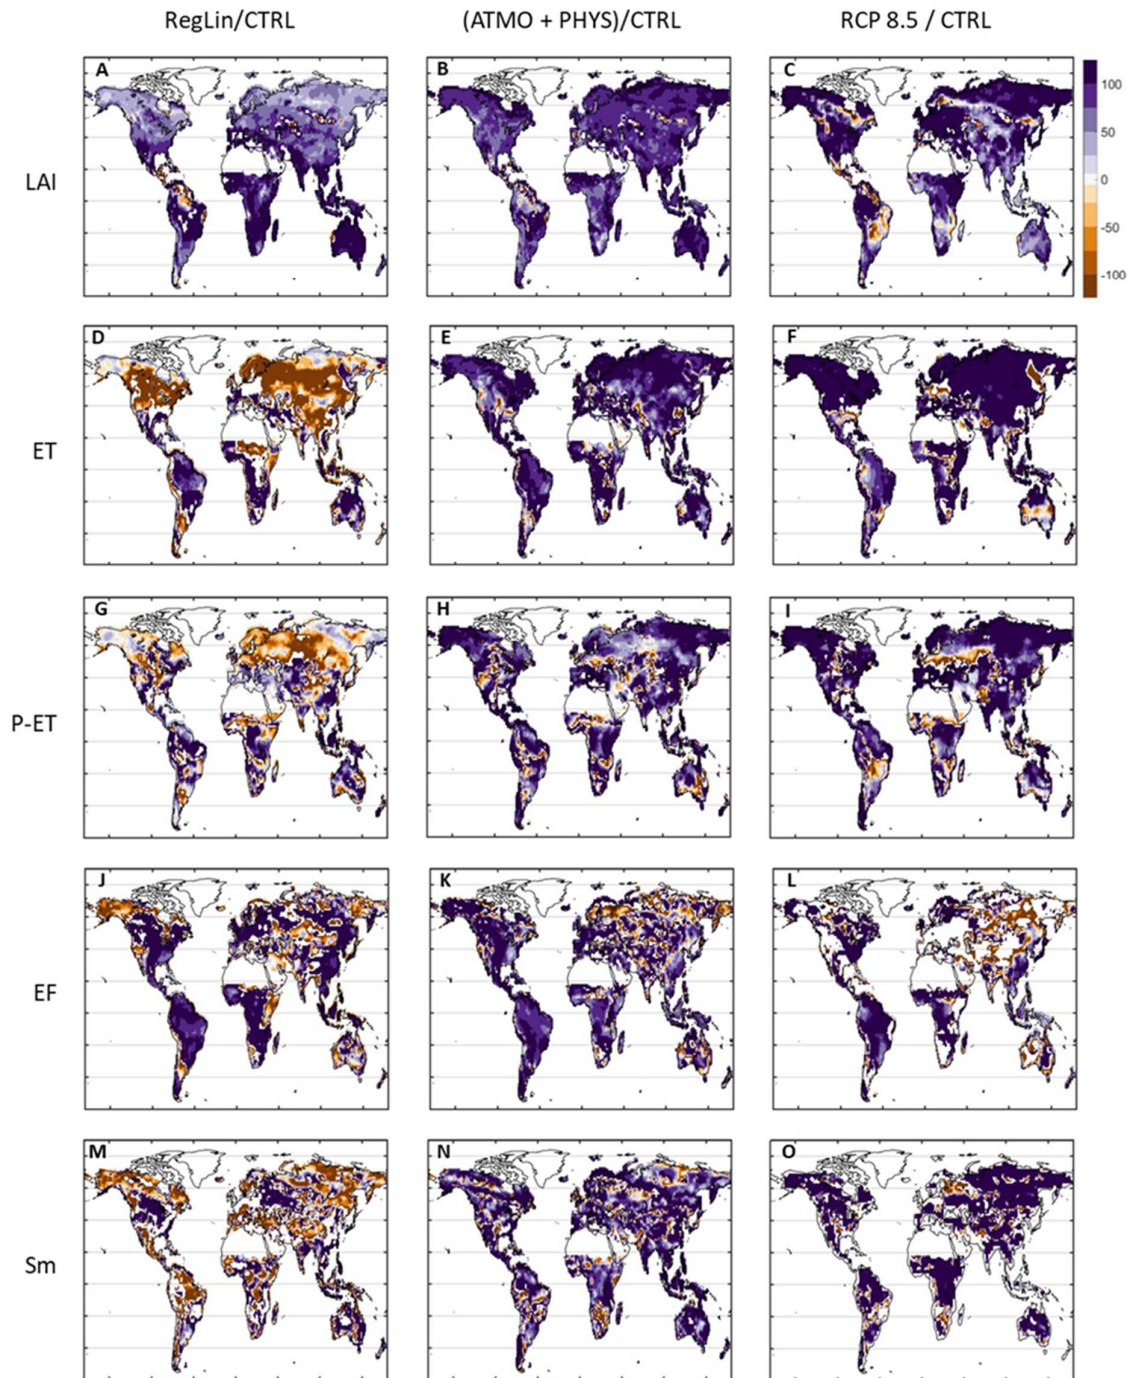 RegLin/CTRL (ATMO + PHYS)/CTRL RCP 8.5 / CTRL
A B C
100
50
0
-50
-100
LAI
D E F
ET
G H I
P-ET
J K L
EF
M N O
Sm